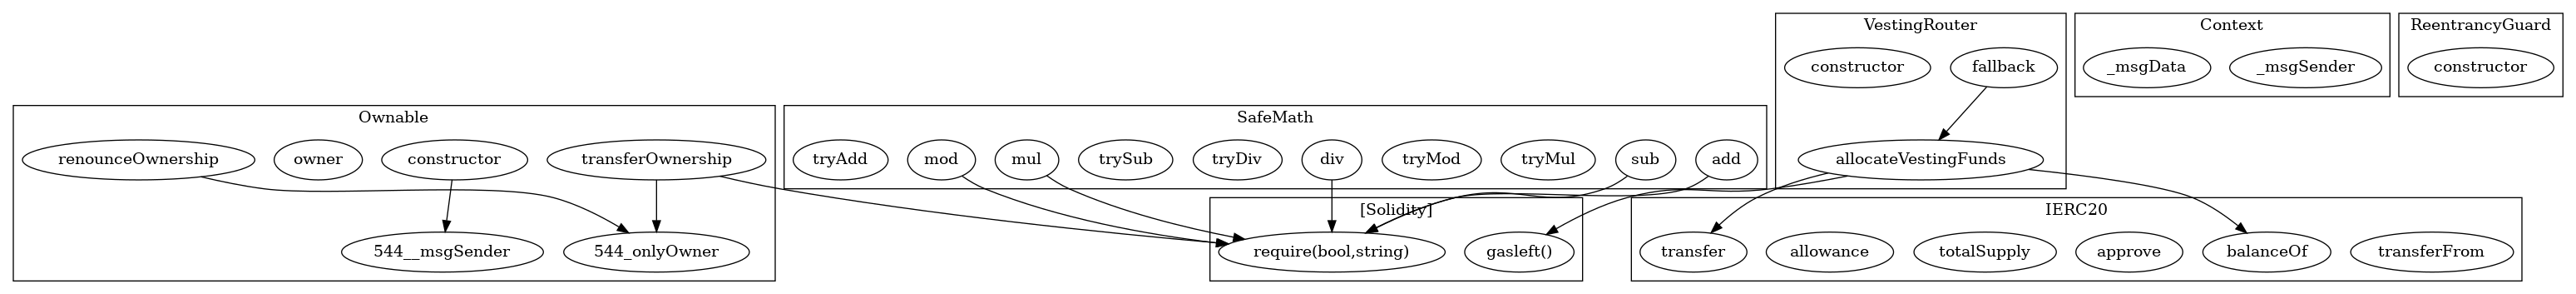 VestingRouter
Context
ReentrancyGuard
constructor
fallback
_msgData
_msgSender
constructor
Ownable
SafeMath
renounceOwnership
owner
constructor
transferOwnership
tryAdd
mod
mul
trySub
tryDiv
div
tryMod
tryMul
sub
add
allocateVestingFunds
[Solidity]
IERC20
544__msgSender
544_onlyOwner
require(bool,string)
gasleft()
transfer
allowance
totalSupply
approve
balanceOf
transferFrom